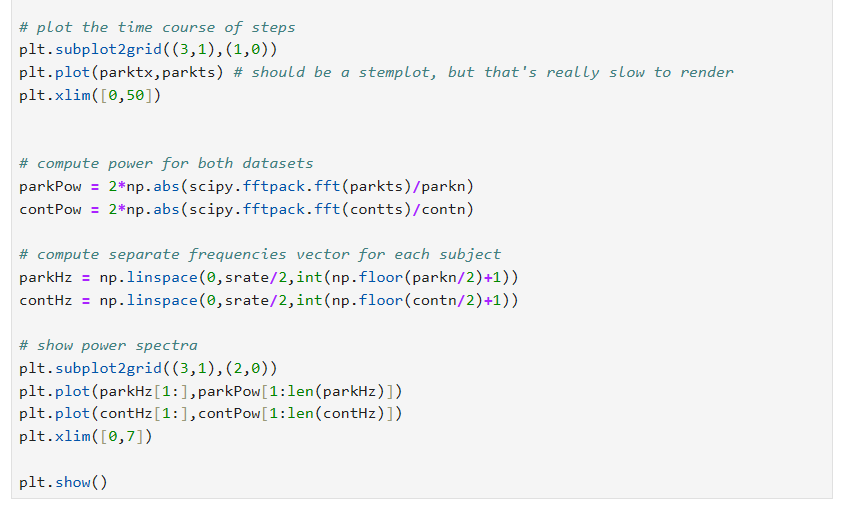 # plot the time course of steps
plt.subplot2grid((3,1),(1,0))
plt.plot(parktx,parkts) # should be a stemplot, but that's really slow to render
plt.xlim([0,50])
# compute power for both datasets
parkPow = 2*np.abs(scipy.fftpack.fft(parkts)/parkn)
contPow = 2*np.abs(scipy.fftpack.fft(contts)/contn)
# compute separate frequencies vector for each subject
parkHz = np.linspace(0,srate/2,int(np.floor(parkn/2)+1))
contHz = np.linspace(0,srate/2,int(np.floor(contn/2)+1))
# show power spectra
plt.subplot2grid((3,1),(2,0))
plt.plot(parkHz[1:],parkPow[1:len(parkHz)])
plt.plot(contHz[1:],contPow[1:len(contHz)])
plt.xlim([0,7])
plt.show()